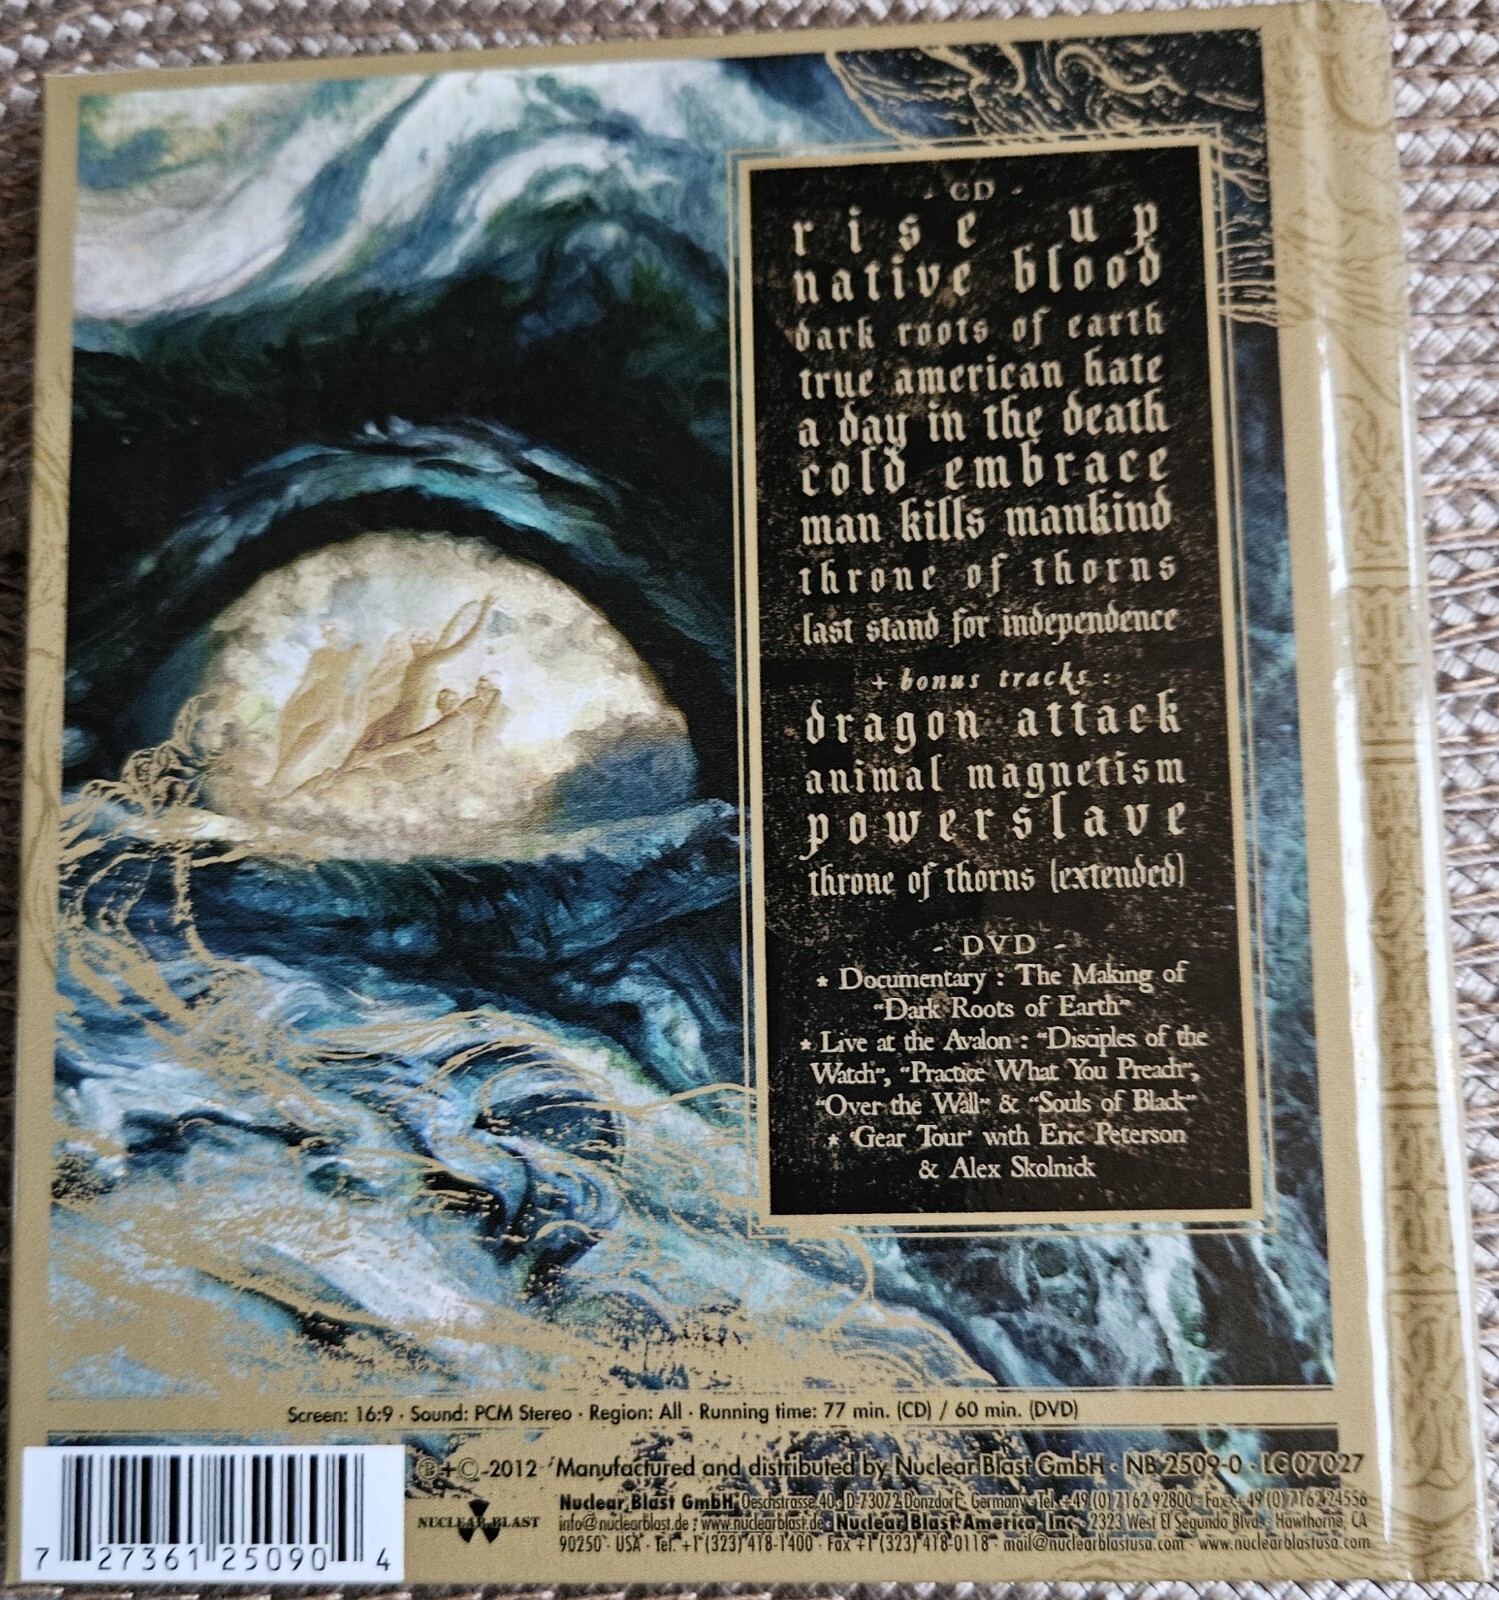 - CD -
rise up
native blood
dark roots of earth
true american hate
a day in the death
cold embrace
man kills mankind
throne of thorns
last stand for independence
+ bonus tracks :
dragon attack
animal magnetism
powerslave
throne of thorns (extended)
- DVD -
* Documentary : The Making of
"Dark Roots of Earth"
* Live at the Avalon : "Disciples of the
Watch", "Practice What You Preach",
"Over the Wall" & "Souls of Black"
* 'Gear Tour' with Eric Peterson
& Alex Skolnick
Screen: 16:9 · Sound: PCM Stereo · Region: All · Running time: 77 min. (CD) / 60 min. (DVD)
℗+©-2012 · Manufactured and distributed by Nuclear Blast GmbH · NB 2509-0 · LC 07027
Nuclear Blast GmbH, Oeschstrasse 40 · D-73072 Donzdorf · Germany · Tel. +49 (0) 7162 92800 · Fax +49 (0) 7162 24556
info@nuclearblast.de · www.nuclearblast.de · Nuclear Blast America, Inc · 2323 West El Segundo Blvd. · Hawthorne, CA
90250 · USA · Tel. +1 (323) 418-1400 · Fax +1 (323) 418-0118 · mail@nuclearblastusa.com · www.nuclearblastusa.com
NUCLEAR BLAST
7 27361 25090 4